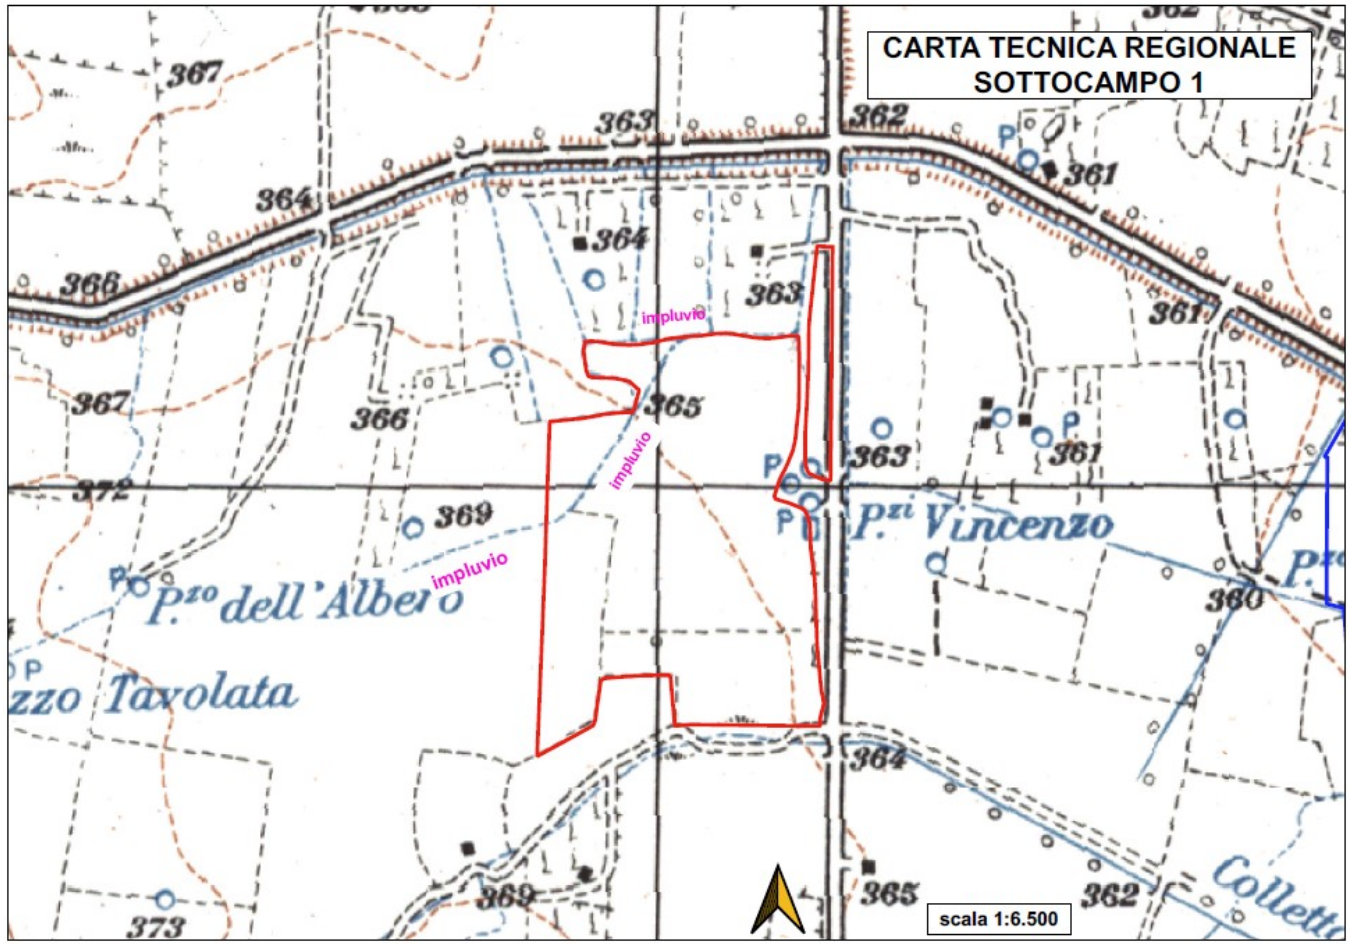 CARTA TECNICA REGIONALE
SOTTOCAMPO 1
367
363
362
P
361
364
364
366
363
361
impluvio
367
366
365
impluvio
P
363
P.
361
372
369
P
P.zi Vincenzo
impluvio
P
P.zo dell'Albero
P.zo
360
P
zzo Tavolata
364
369
365
362
Colletto
373
scala 1:6.500